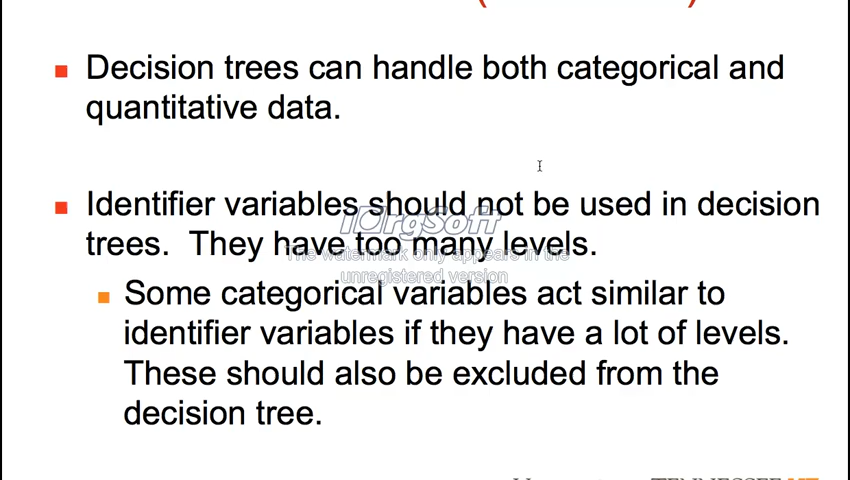 Decision trees can handle both categorical and
quantitative data.
Identifier variables should not be used in decision
trees. They have too many levels.
iOrgSoft
The watermark only appears in the
unregistered version
Some categorical variables act similar to
identifier variables if they have a lot of levels.
These should also be excluded from the
decision tree.